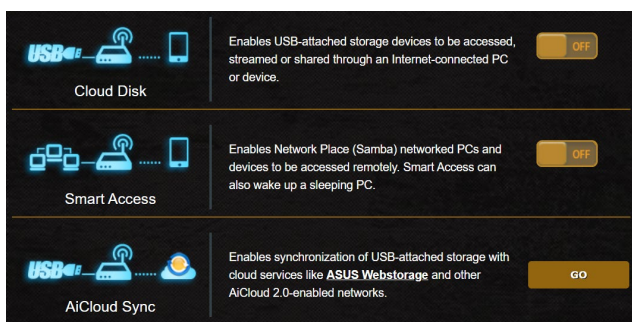 USB
Cloud Disk
Enables USB-attached storage devices to be accessed,
streamed or shared through an Internet-connected PC
or device.
OFF
Smart Access
Enables Network Place (Samba) networked PCs and
devices to be accessed remotely. Smart Access can
also wake up a sleeping PC.
OFF
USB
AiCloud Sync
Enables synchronization of USB-attached storage with
cloud services like ASUS Webstorage and other
AiCloud 2.0-enabled networks.
GO